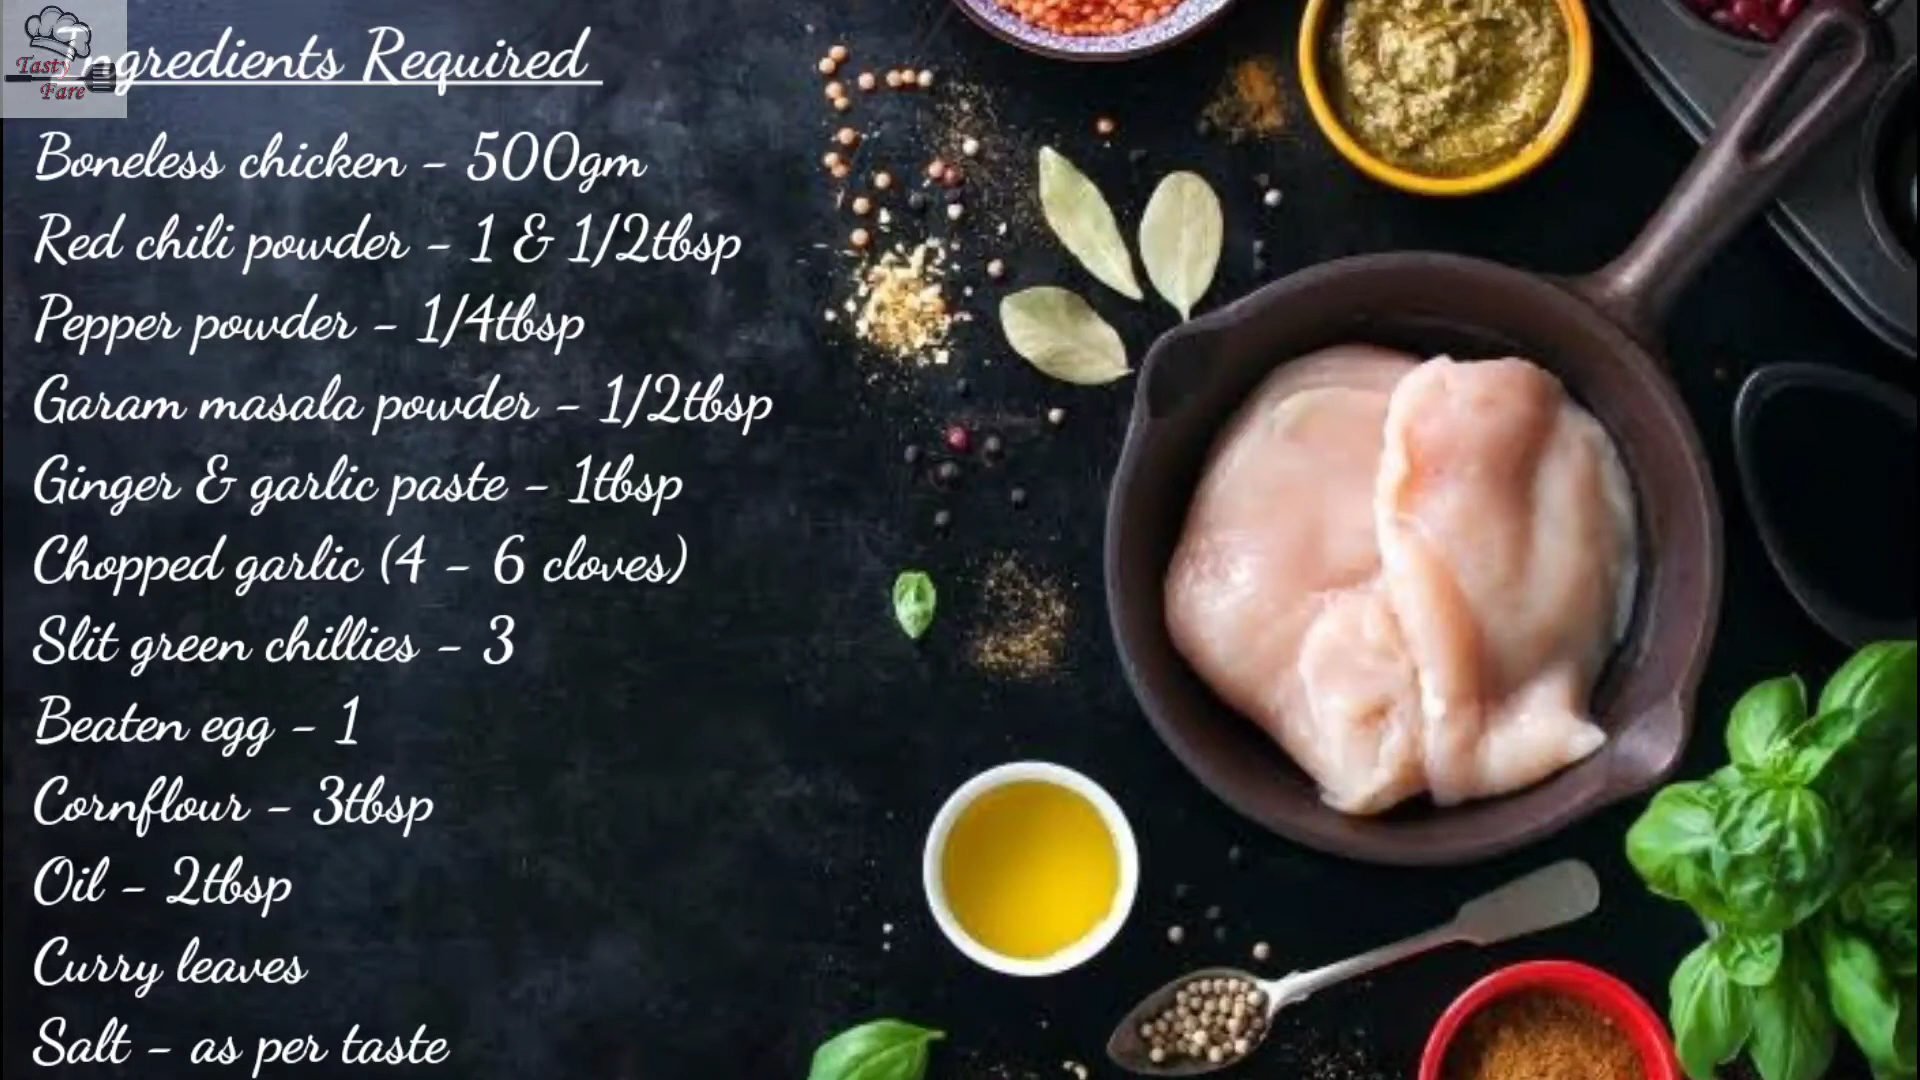 Tasty
Fare
Ingredients Required
Boneless chicken - 500gm
Red chili powder - 1 & 1/2tbsp
Pepper powder - 1/4tbsp
Garam masala powder - 1/2tbsp
Ginger & garlic paste - 1tbsp
Chopped garlic (4 - 6 cloves)
Slit green chillies - 3
Beaten egg - 1
Cornflour - 3tbsp
Oil - 2tbsp
Curry leaves
Salt - as per taste